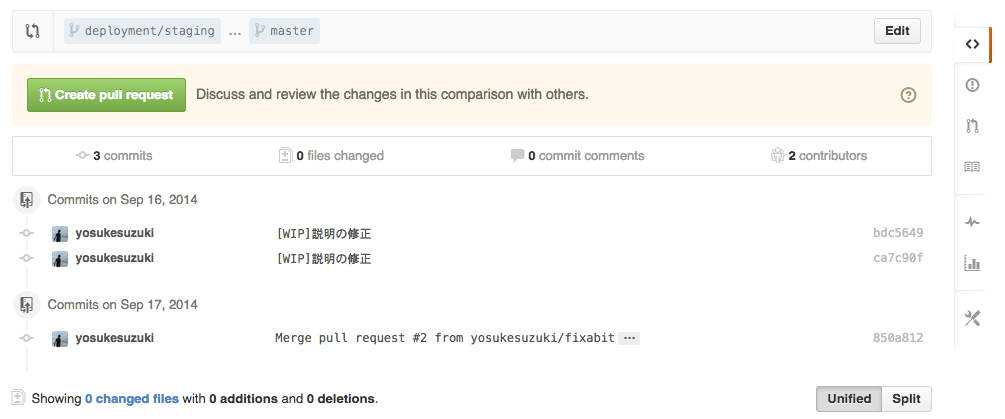 deployment/staging ... master Edit
Create pull request Discuss and review the changes in this comparison with others. ?
3 commits 0 files changed 0 commit comments 2 contributors
Commits on Sep 16, 2014
yosukesuzuki [WIP]説明の修正 bdc5649
yosukesuzuki [WIP]説明の修正 ca7c90f
Commits on Sep 17, 2014
yosukesuzuki Merge pull request #2 from yosukesuzuki/fixabit ... 850a812
Showing 0 changed files with 0 additions and 0 deletions. Unified Split